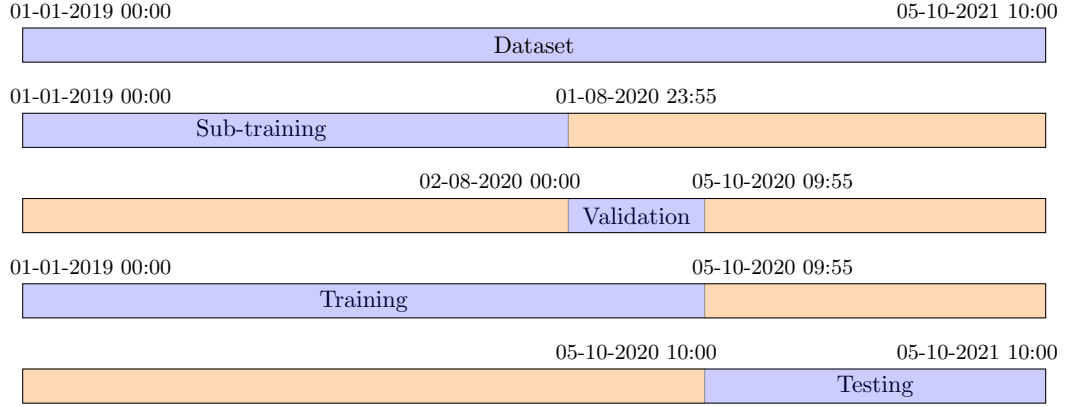 01-01-2019 00:00 05-10-2021 10:00
Dataset
01-01-2019 00:00 01-08-2020 23:55
Sub-training
02-08-2020 00:00 05-10-2020 09:55
Validation
01-01-2019 00:00 05-10-2020 09:55
Training
05-10-2020 10:00 05-10-2021 10:00
Testing